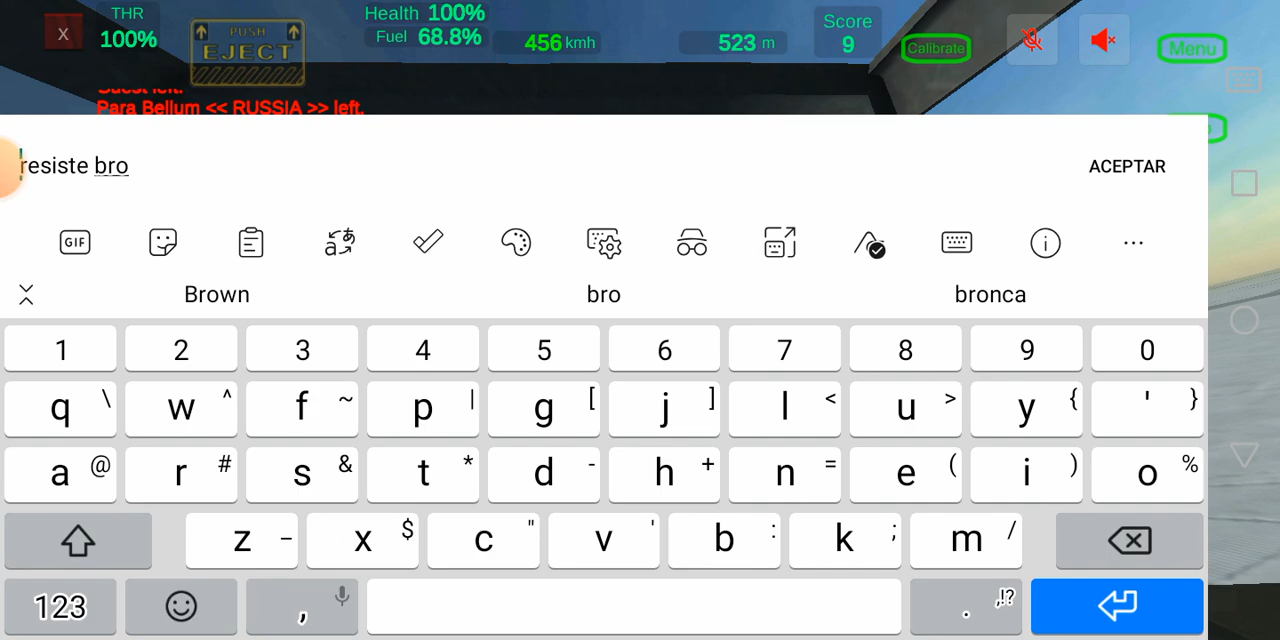 X
THR
100%
PUSH
EJECT
Health 100%
Fuel 68.8%
456 kmh
523 m
Score
9
Calibrate
Menu
Guest left.
Para Bellum << RUSSIA >> left.
resiste bro
ACEPTAR
GIF
Brown bro bronca
1 2 3 4 5 6 7 8 9 0
q \ w ^ f ~ p | g [ j ] l < u > y { ' }
a @ r # s & t * d - h + n = e ( i ) o %
z – x $ c " v ' b : k ; m /
123 , . ,!?